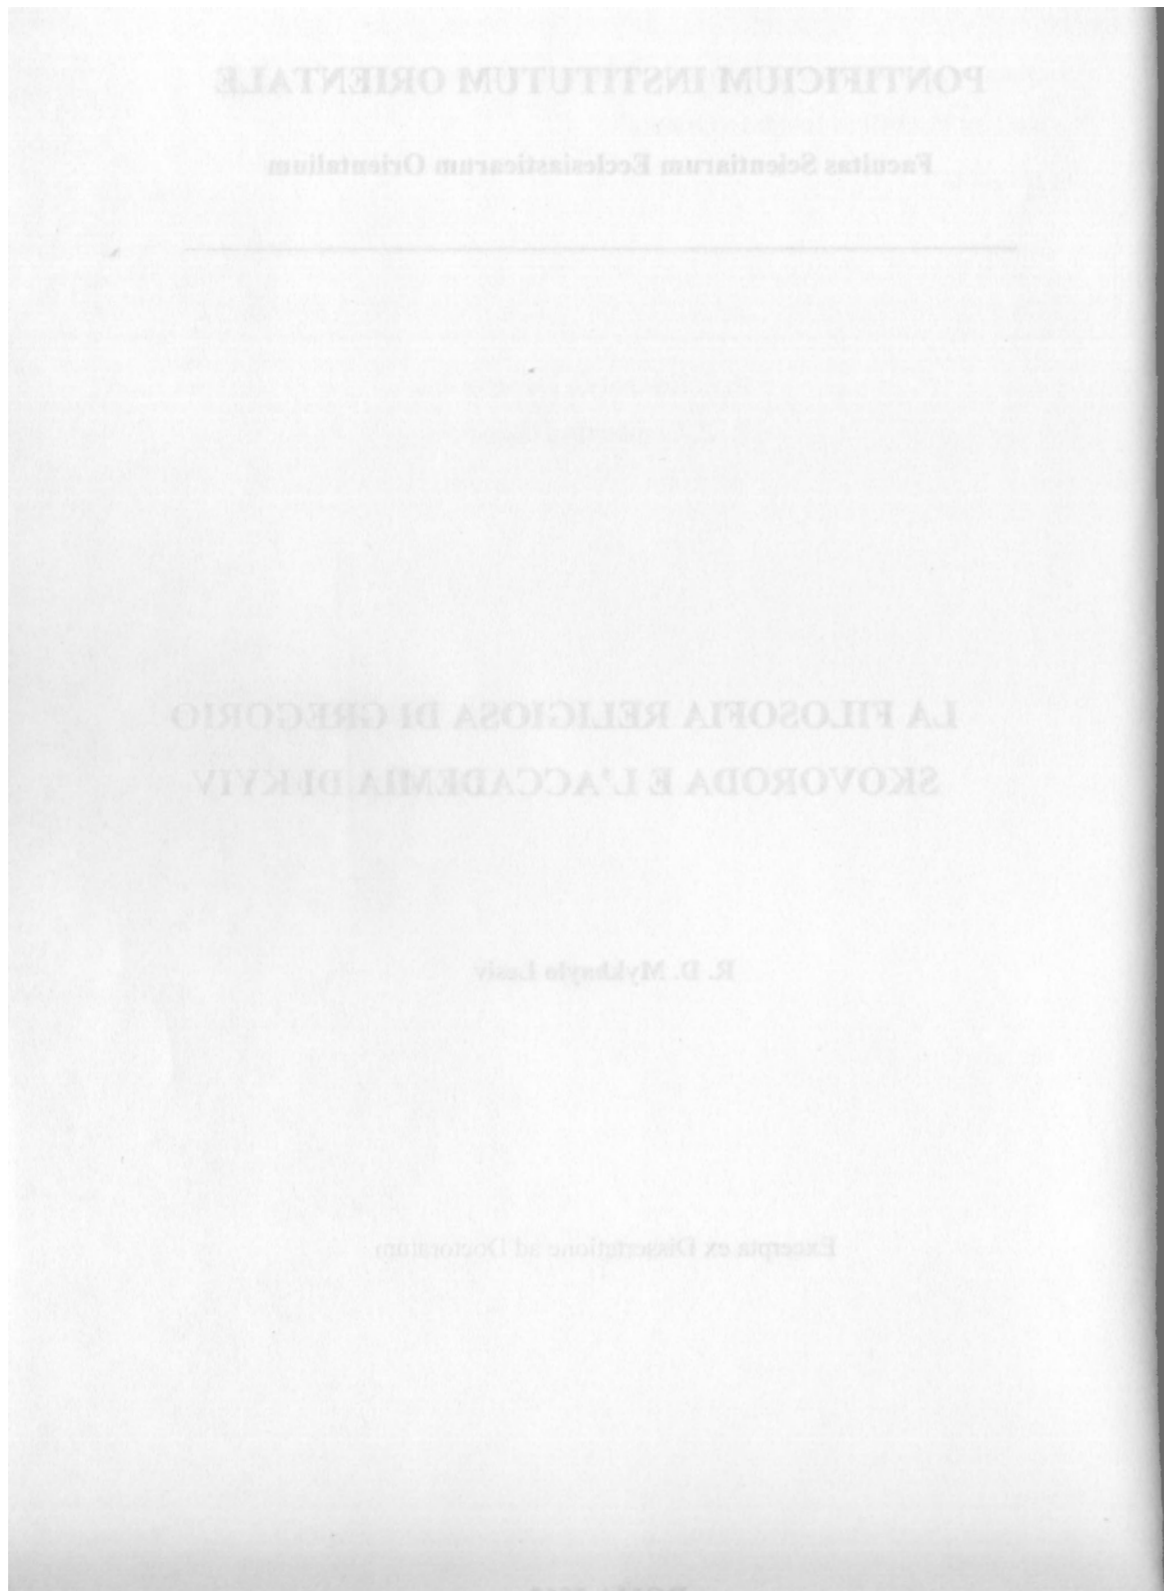 PONTIFICIUM INSTITUTUM ORIENTALE
Facultas Scientiarum Ecclesiasticarum Orientalium
LA FILOSOFIA RELIGIOSA DI GREGORIO
SKOVORODA E L'ACCADEMIA DI KYIV
R. D. Mykhaylo Lesiv
Excerpta ex Dissertatione ad Doctoratum